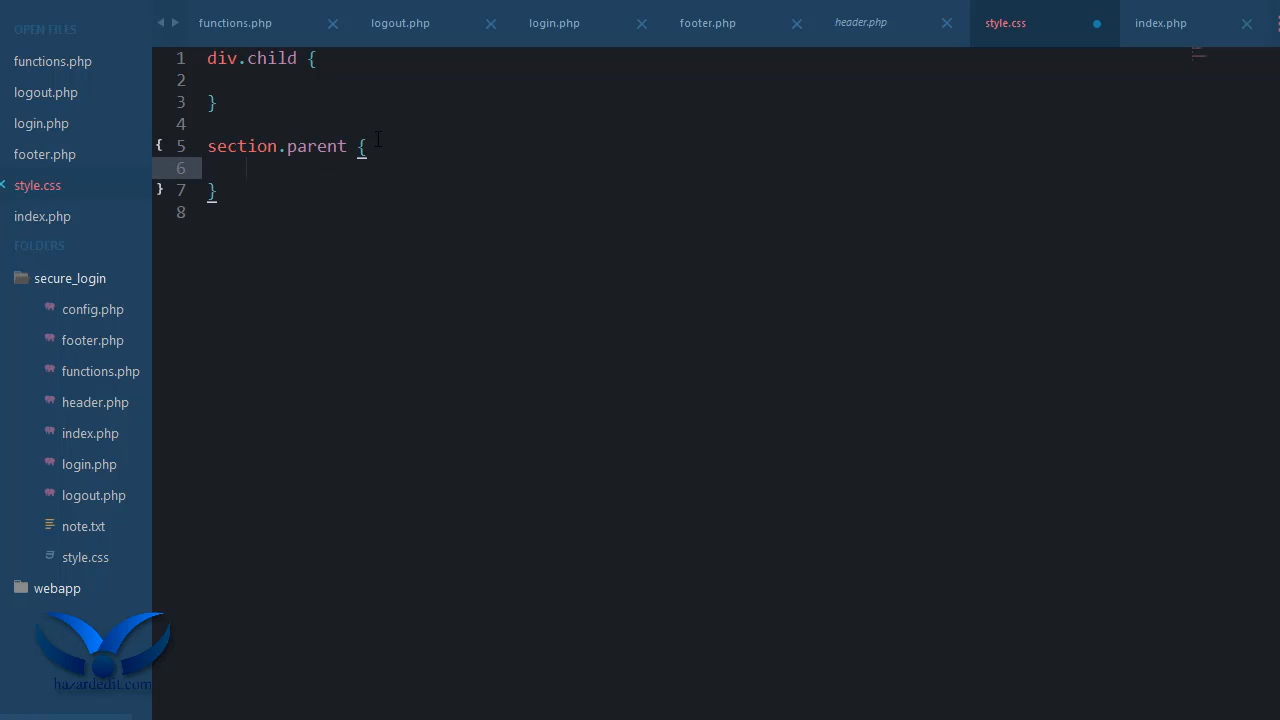 OPEN FILES
functions.php
logout.php
login.php
footer.php
style.css
index.php
FOLDERS
secure_login
config.php
footer.php
functions.php
header.php
index.php
login.php
logout.php
note.txt
style.css
webapp
hazardedit.com
functions.php logout.php login.php footer.php header.php style.css index.php
1 div.child {
2
3 }
4
{ 5 section.parent {
6
} 7 }
8